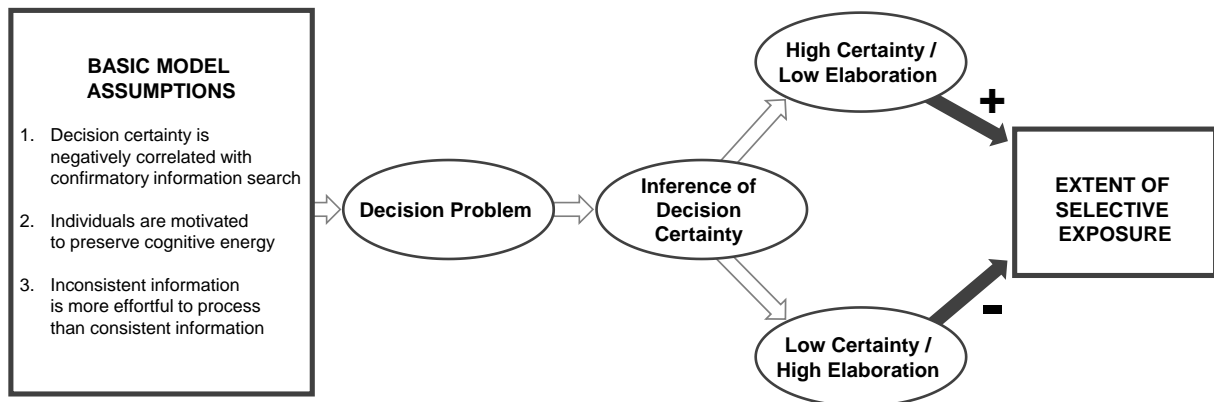 BASIC MODEL
ASSUMPTIONS
1. Decision certainty is
negatively correlated with
confirmatory information search
2. Individuals are motivated
to preserve cognitive energy
3. Inconsistent information
is more effortful to process
than consistent information
Decision Problem
Inference of
Decision
Certainty
High Certainty /
Low Elaboration
+
Low Certainty /
High Elaboration
-
EXTENT OF
SELECTIVE
EXPOSURE